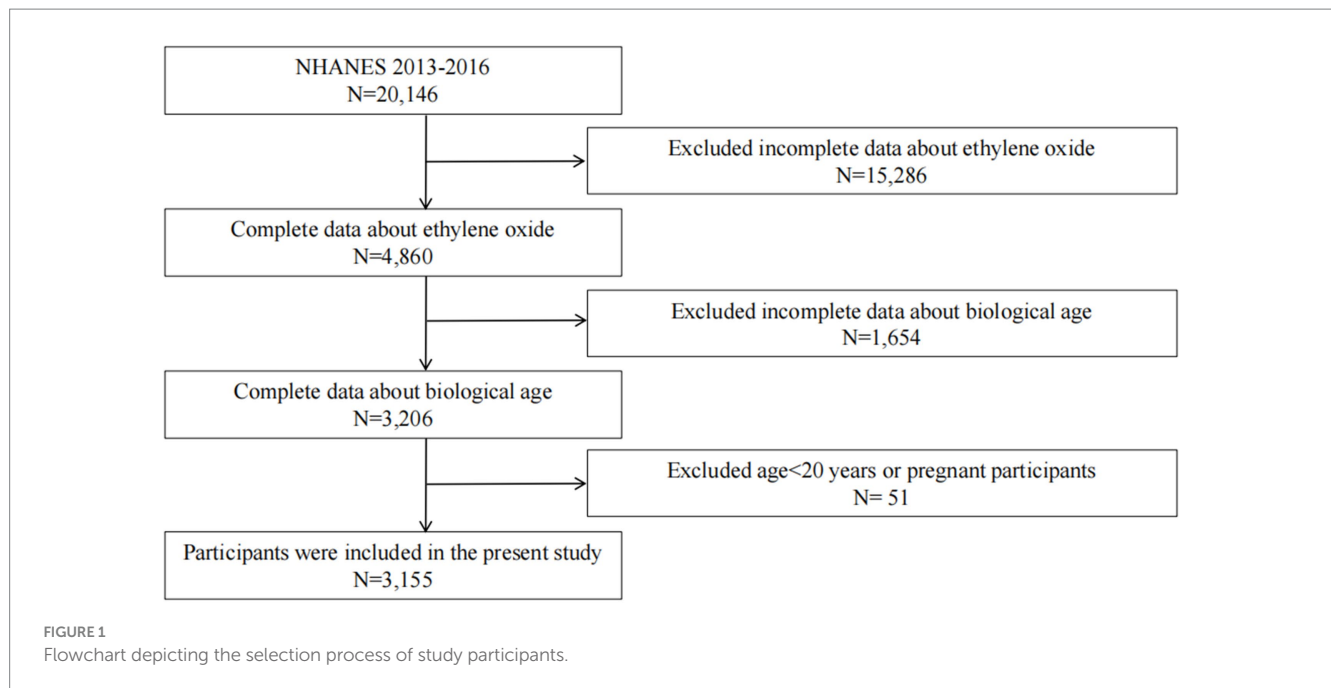 NHANES 2013-2016
N=20,146
Excluded incomplete data about ethylene oxide
N=15,286
Complete data about ethylene oxide
N=4,860
Excluded incomplete data about biological age
N=1,654
Complete data about biological age
N=3,206
Excluded age<20 years or pregnant participants
N= 51
Participants were included in the present study
N=3,155
FIGURE 1
Flowchart depicting the selection process of study participants.